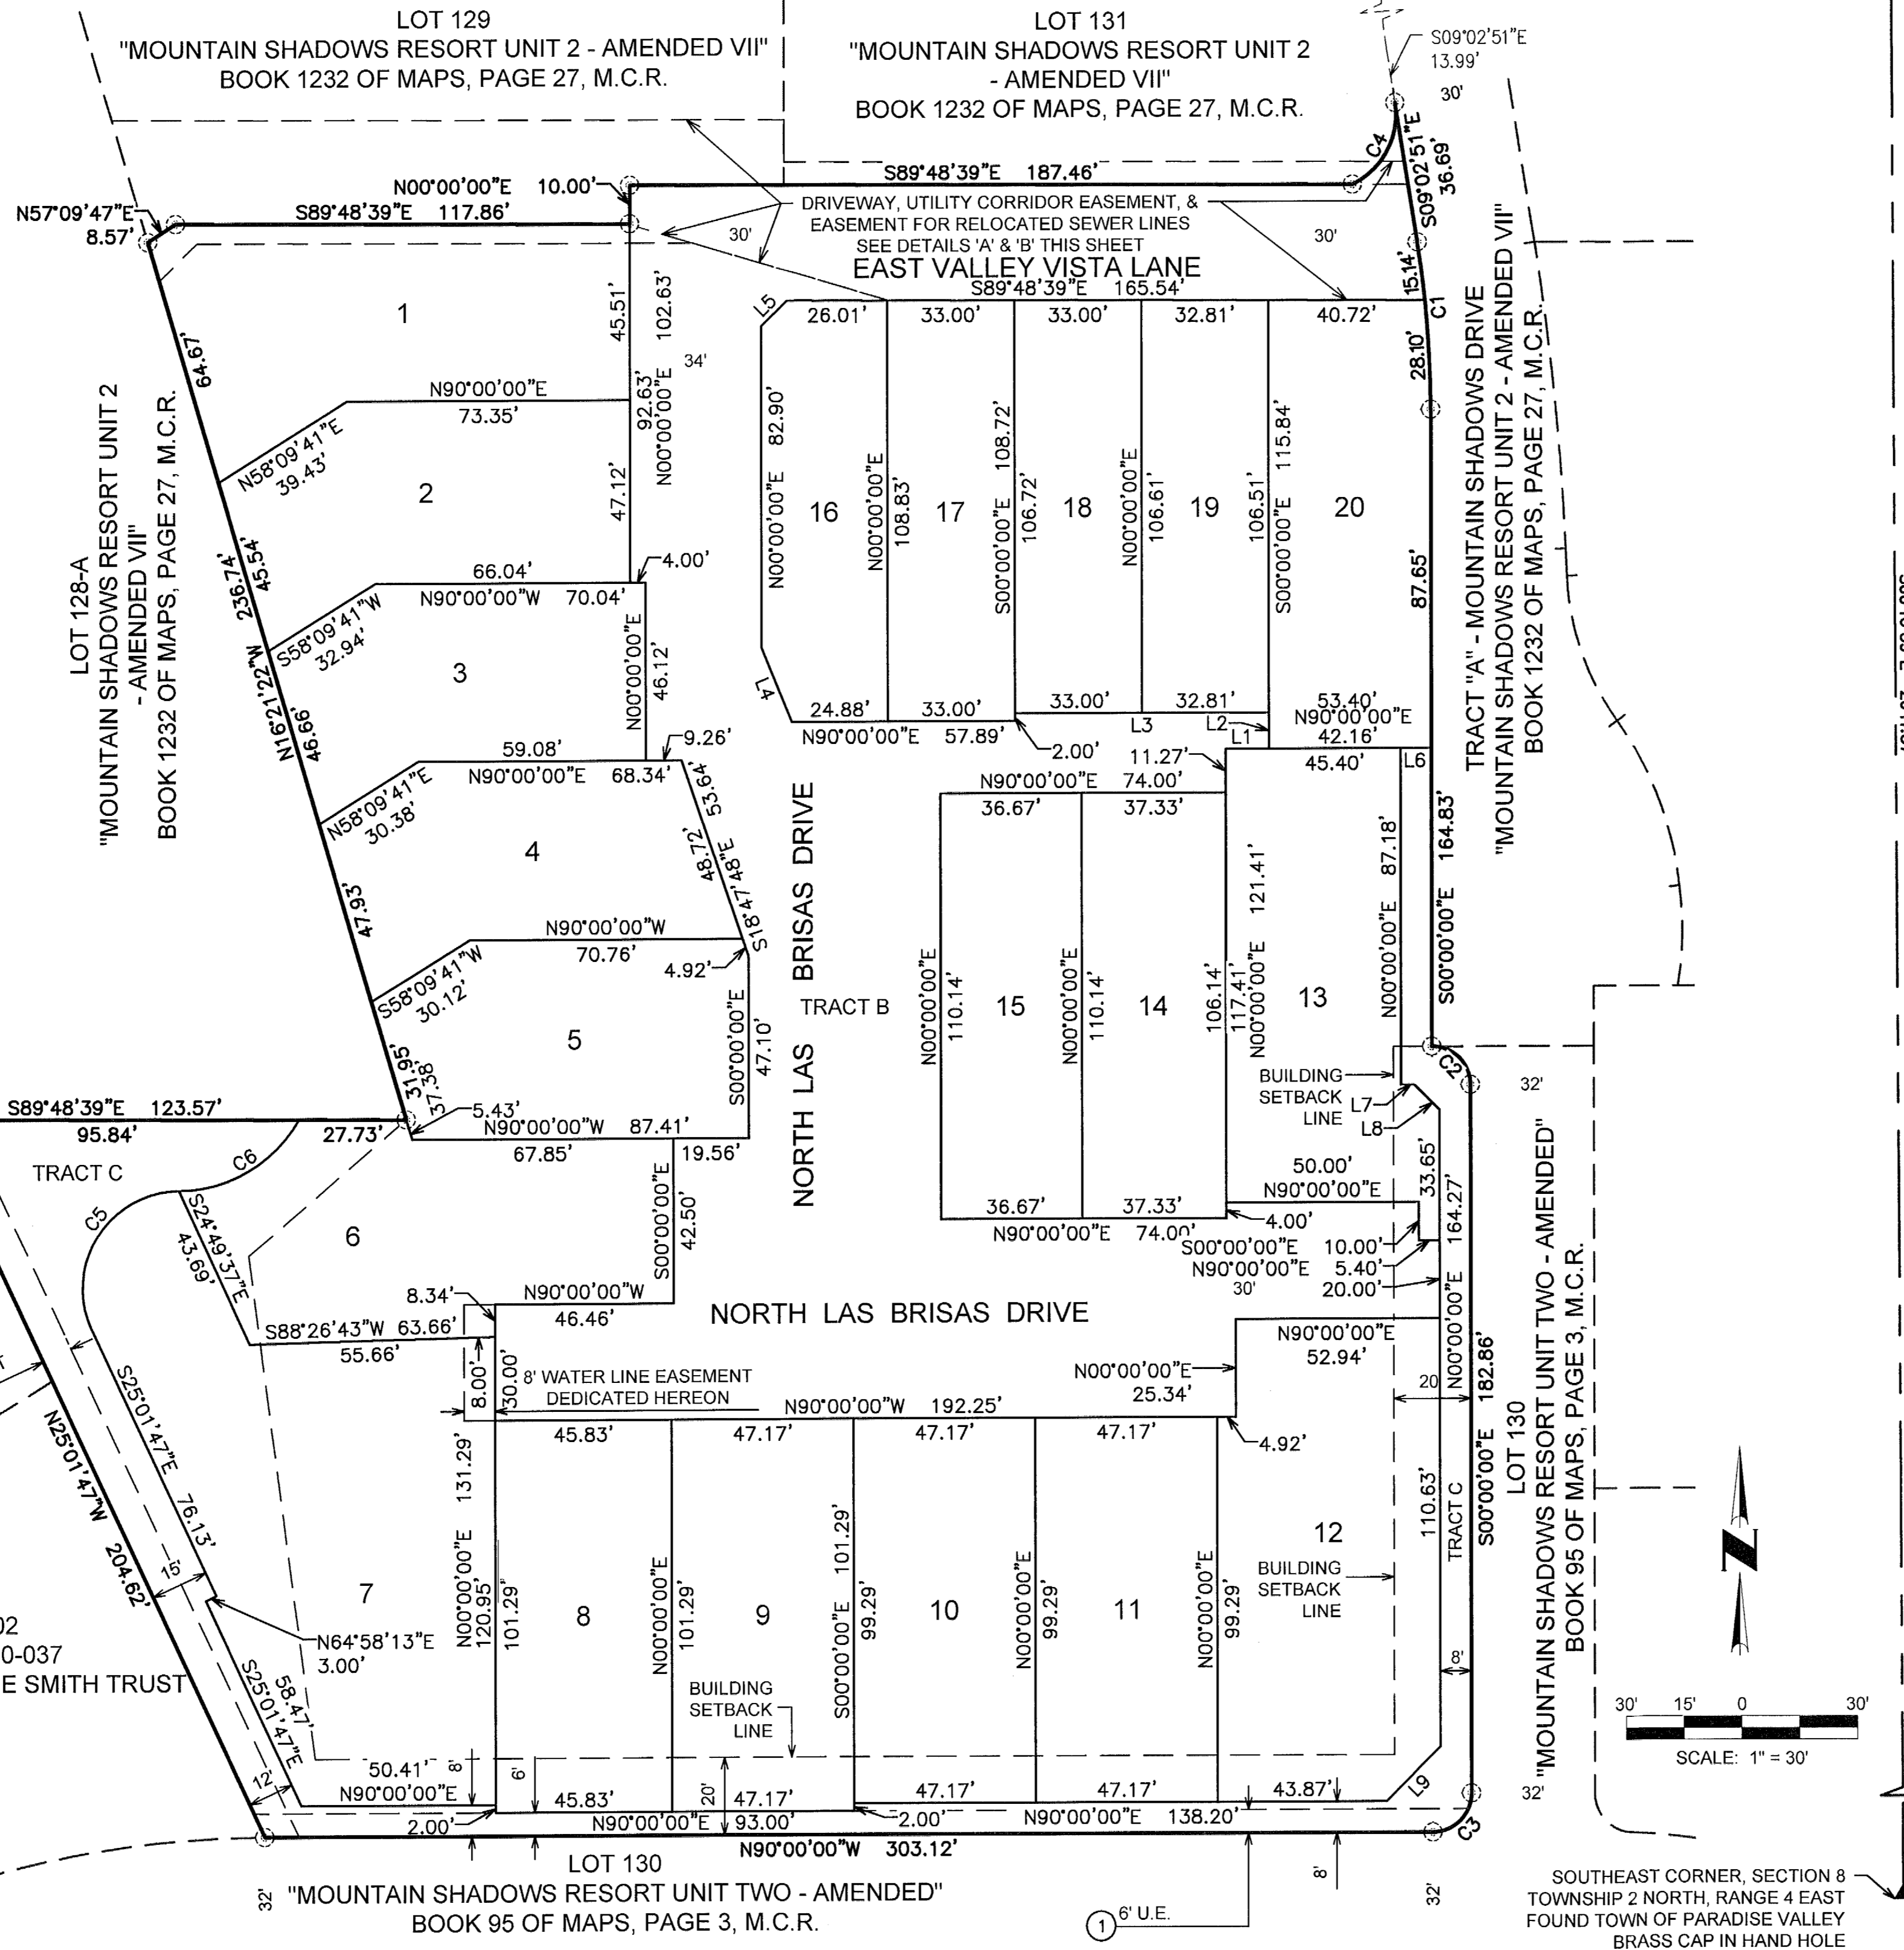 LOT 129
"MOUNTAIN SHADOWS RESORT UNIT 2 - AMENDED VII"
BOOK 1232 OF MAPS, PAGE 27, M.C.R.
LOT 131
"MOUNTAIN SHADOWS RESORT UNIT 2
- AMENDED VII"
BOOK 1232 OF MAPS, PAGE 27, M.C.R.
S09°02'51"E
13.99'
30'
C4
S09°02'51"E
36.69'
N00°00'00"E 10.00'
S89°48'39"E 187.46'
N57°09'47"E
8.57'
S89°48'39"E 117.86'
DRIVEWAY, UTILITY CORRIDOR EASEMENT, &
EASEMENT FOR RELOCATED SEWER LINES
SEE DETAILS 'A' & 'B' THIS SHEET
30'
30'
EAST VALLEY VISTA LANE
S89°48'39"E 165.54'
15.14'
C1
28.10'
L5
26.01'
33.00'
33.00'
32.81'
40.72'
1
45.51'
102.63'
N00°00'00"E
92.63'
34'
64.67'
N90°00'00"E
73.35'
N58°09'41"E
39.43'
2
47.12'
N00°00'00"E 82.90'
16
N00°00'00"E
108.83'
17
S00°00'00"E 108.72'
106.72'
18
N00°00'00"E
106.61'
19
106.51'
S00°00'00"E 115.84'
20
87.65'
LOT 128-A
"MOUNTAIN SHADOWS RESORT UNIT 2
- AMENDED VII"
BOOK 1232 OF MAPS, PAGE 27, M.C.R.
TRACT "A" - MOUNTAIN SHADOWS DRIVE
"MOUNTAIN SHADOWS RESORT UNIT 2 - AMENDED VII"
BOOK 1232 OF MAPS, PAGE 27, M.C.R.
N16°21'22"W 236.74'
45.54'
66.04'
4.00'
N90°00'00"W 70.04'
S58°09'41"W
32.94'
3
N00°00'00"E
46.12'
46.66'
L4
24.88'
33.00'
33.00'
32.81'
53.40'
N90°00'00"E 57.89'
2.00'
L3
L2
L1
N90°00'00"E
42.16'
59.08'
9.26'
N90°00'00"E 68.34'
N58°09'41"E
30.38'
4
S18°47'48"E 53.64'
48.72'
11.27'
N90°00'00"E 74.00'
36.67'
37.33'
45.40'
L6
47.93'
N90°00'00"W
70.76'
4.92'
S58°09'41"W
30.12'
5
S00°00'00"E
47.10'
NORTH LAS BRISAS DRIVE
TRACT B
N00°00'00"E
110.14'
15
N00°00'00"E
110.14'
14
106.14'
117.41'
N00°00'00"E 121.41'
13
N00°00'00"E 87.18'
S00°00'00"E 164.83'
C2
BUILDING
SETBACK
LINE
L7
L8
32'
31.95'
37.38'
5.43'
S89°48'39"E 123.57'
95.84'
27.73'
N90°00'00"W 87.41'
67.85'
19.56'
TRACT C
C6
C5
S24°49'37"E
43.69'
6
S00°00'00"E
42.50'
36.67'
37.33'
N90°00'00"E 74.00'
50.00'
N90°00'00"E
4.00'
33.65'
164.27'
S00°00'00"E 10.00'
N90°00'00"E 5.40'
30'
20.00'
N00°00'00"E
8.34'
N90°00'00"W
46.46'
NORTH LAS BRISAS DRIVE
S88°26'43"W 63.66'
55.66'
8.00'
30.00'
8' WATER LINE EASEMENT
DEDICATED HEREON
N90°00'00"W 192.25'
N00°00'00"E
25.34'
N90°00'00"E
52.94'
20
4.92'
45.83'
47.17'
47.17'
47.17'
S25°01'47"E 76.13'
N25°01'47"W 204.62'
15'
7
N00°00'00"E 131.29'
120.95'
101.29'
8
N00°00'00"E
101.29'
9
S00°00'00"E 101.29'
99.29'
10
N00°00'00"E
99.29'
11
N00°00'00"E
99.29'
12
BUILDING
SETBACK
LINE
110.63'
TRACT C
S00°00'00"E 182.86'
LOT 130
"MOUNTAIN SHADOWS RESORT UNIT TWO - AMENDED"
BOOK 95 OF MAPS, PAGE 3, M.C.R.
02
0-037
E SMITH TRUST
N64°58'13"E
3.00'
S25°01'47"E
58.47'
12'
BUILDING
SETBACK
LINE
8'
N
30' 15' 0 30'
SCALE: 1" = 30'
50.41'
N90°00'00"E
8'
6'
20'
45.83'
47.17'
47.17'
47.17'
43.87'
L9
32'
2.00'
N90°00'00"E 93.00'
2.00'
N90°00'00"E 138.20'
C3
N90°00'00"W 303.12'
LOT 130
"MOUNTAIN SHADOWS RESORT UNIT TWO - AMENDED"
BOOK 95 OF MAPS, PAGE 3, M.C.R.
32'
1
6' U.E.
8'
32'
SOUTHEAST CORNER, SECTION 8
TOWNSHIP 2 NORTH, RANGE 4 EAST
FOUND TOWN OF PARADISE VALLEY
BRASS CAP IN HAND HOLE